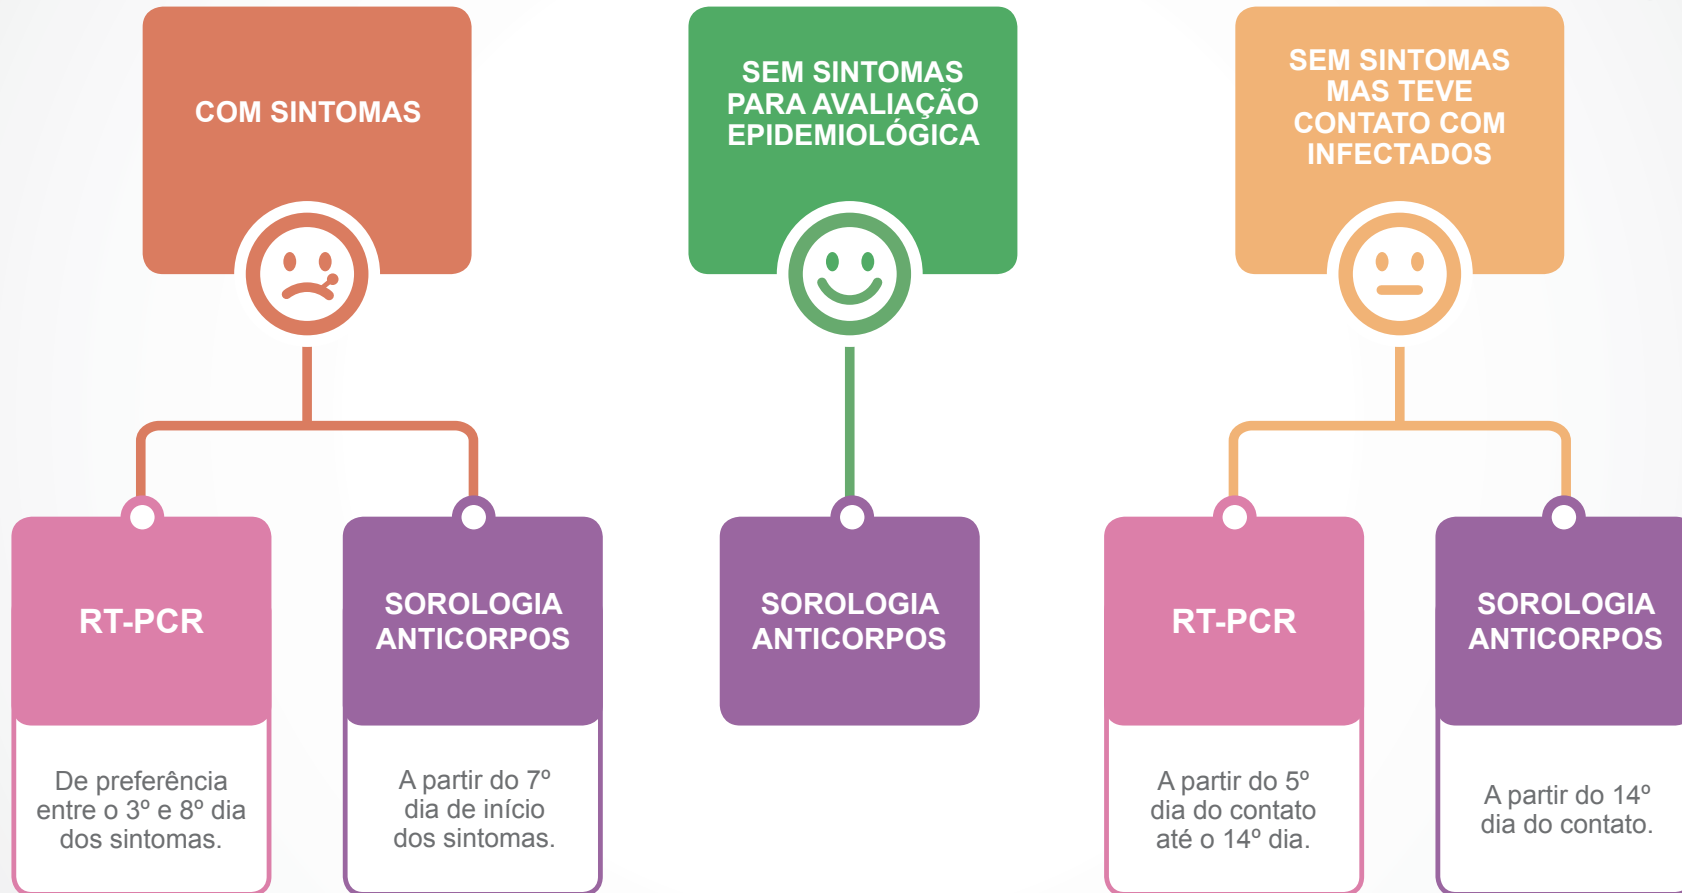 COM SINTOMAS
SEM SINTOMAS
PARA AVALIAÇÃO
EPIDEMIOLÓGICA
SEM SINTOMAS
MAS TEVE
CONTATO COM
INFECTADOS
RT-PCR
De preferência
entre o 3º e 8º dia
dos sintomas.
SOROLOGIA
ANTICORPOS
A partir do 7º
dia de início
dos sintomas.
SOROLOGIA
ANTICORPOS
RT-PCR
A partir do 5º
dia do contato
até o 14º dia.
SOROLOGIA
ANTICORPOS
A partir do 14º
dia do contato.